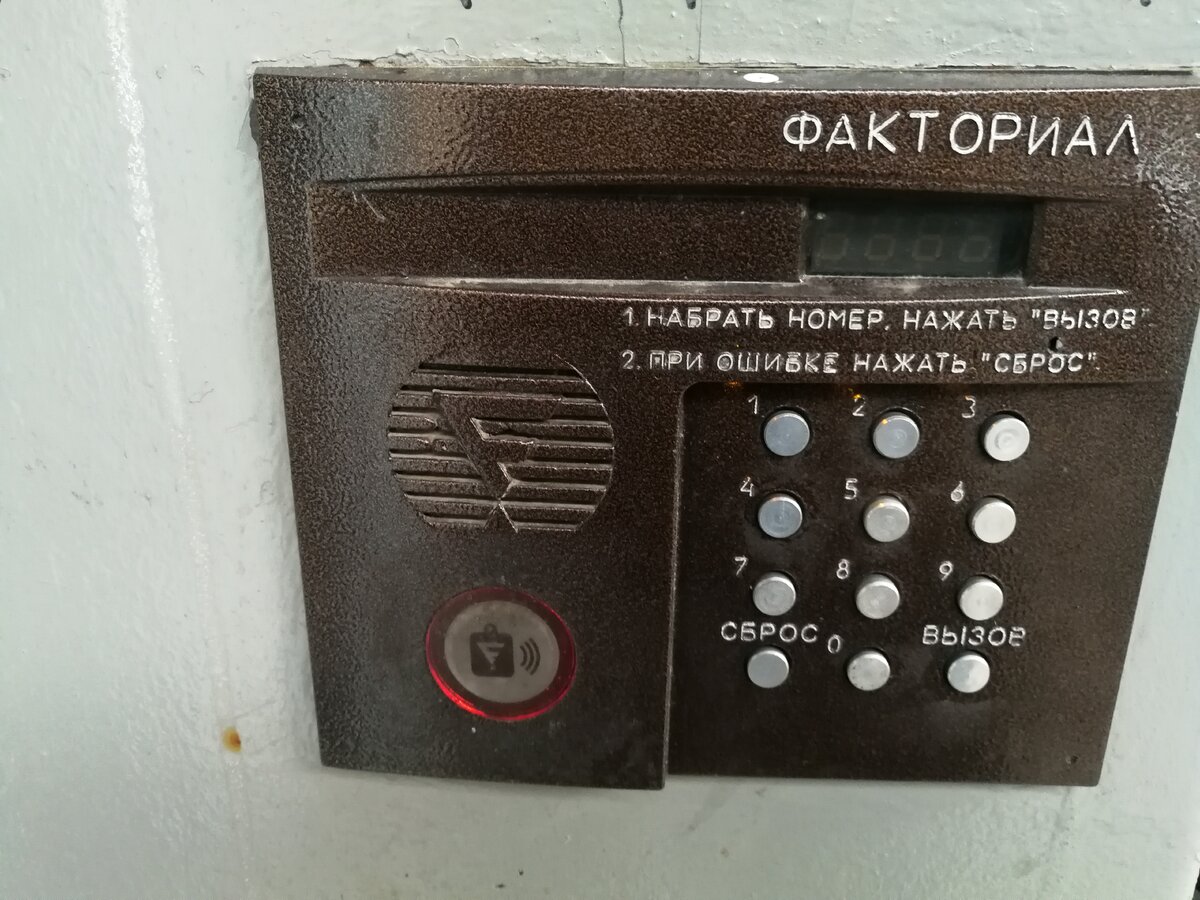 ФАКТОРИАЛ
1. НАБРАТЬ НОМЕР. НАЖАТЬ "ВЫЗОВ".
2. ПРИ ОШИБКЕ НАЖАТЬ "СБРОС".
1 2 3
4 5 6
7 8 9
СБРОС 0 ВЫЗОВ